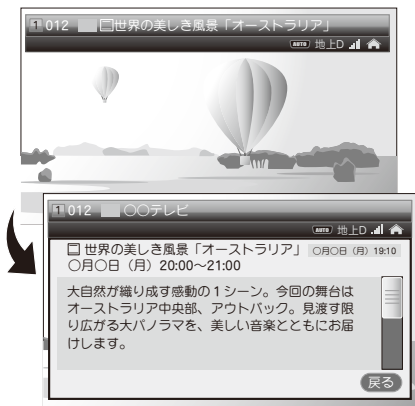 1 012 世界の美しき風景「オーストラリア」
AUTO 地上D
1 012 〇〇テレビ
AUTO 地上D
世界の美しき風景「オーストラリア」 〇月〇日（月）19:10
〇月〇日（月）20:00～21:00
大自然が織り成す感動の１シーン。今回の舞台は
オーストラリア中央部、アウトバック。見渡す限
り広がる大パノラマを、美しい音楽とともにお届
けします。
戻る